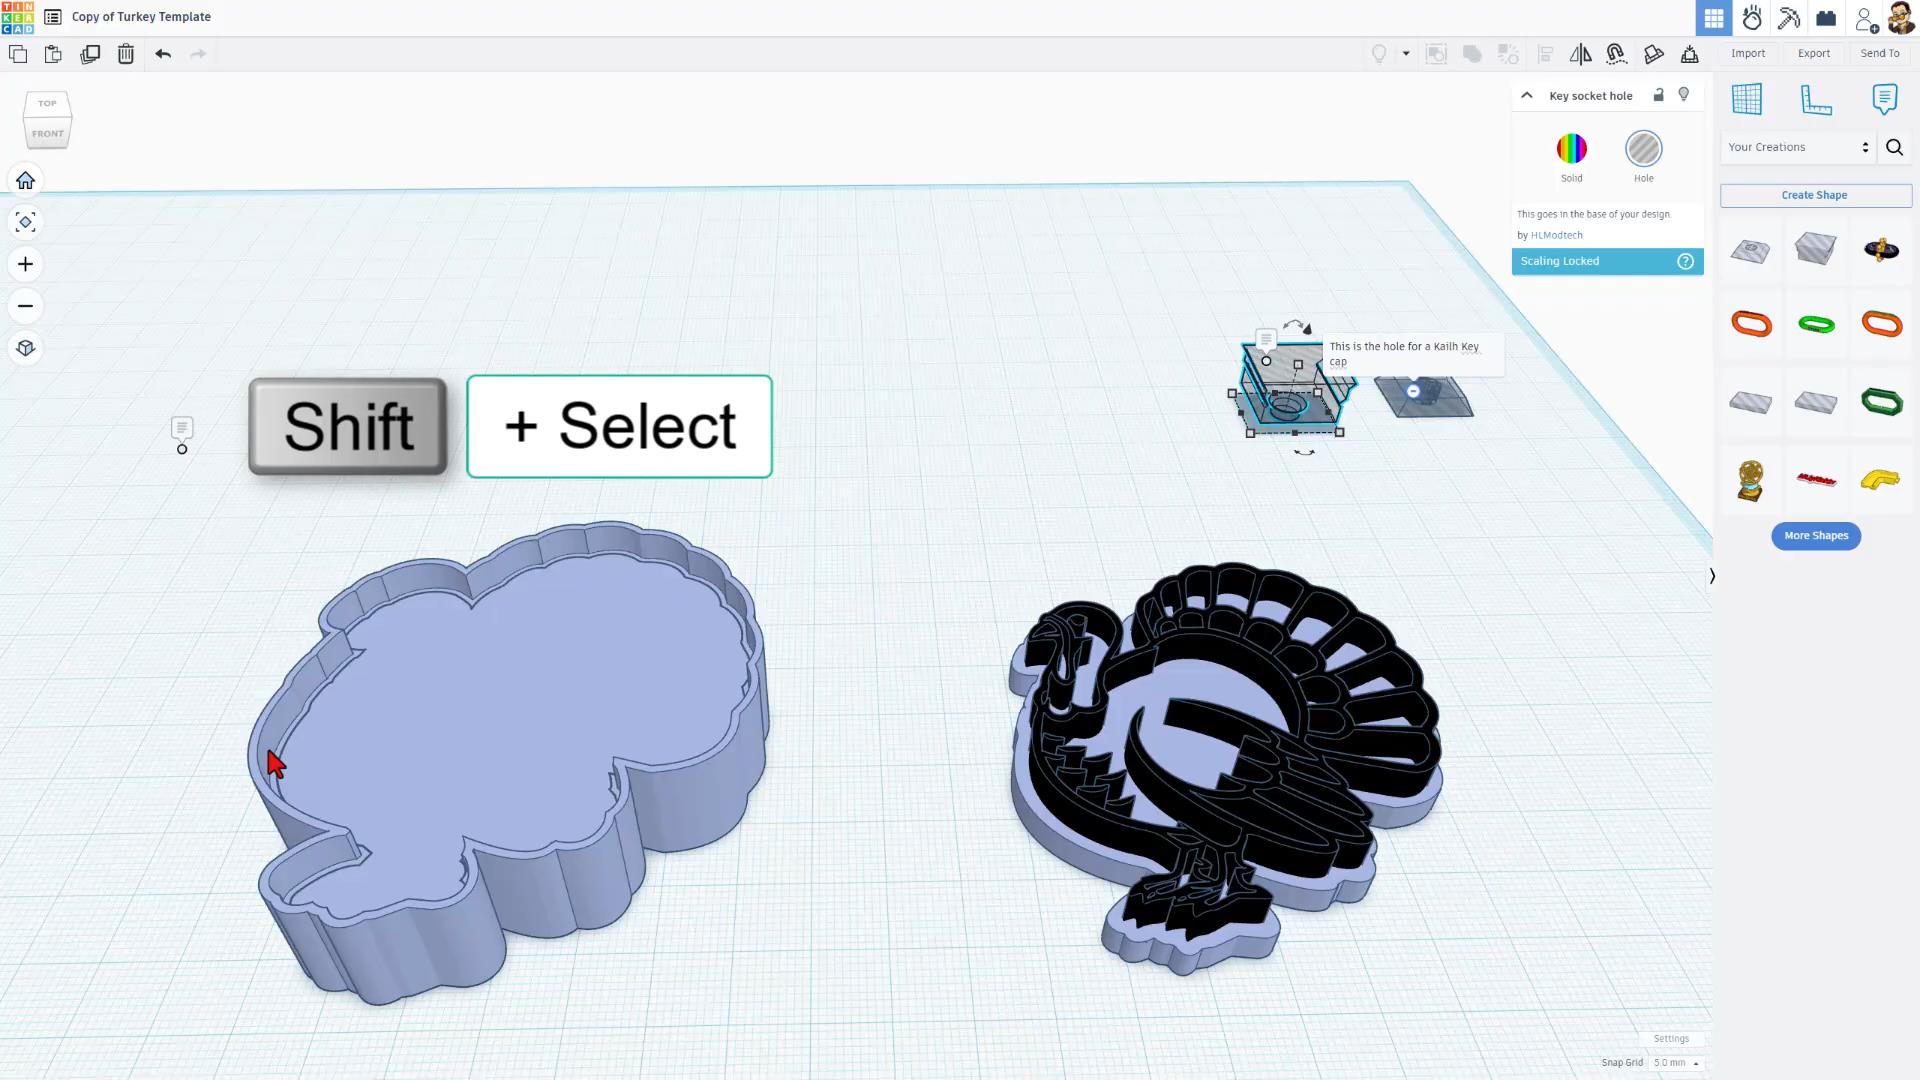 TIN
KER
CAD
Copy of Turkey Template
Import
Export
Send To
TOP
FRONT
Key socket hole
Solid
Hole
This goes in the base of your design.
by HLModtech
Scaling Locked
?
Your Creations
Create Shape
More Shapes
This is the hole for a Kailh Key
cap
Shift
+ Select
Settings
Snap Grid 5.0 mm